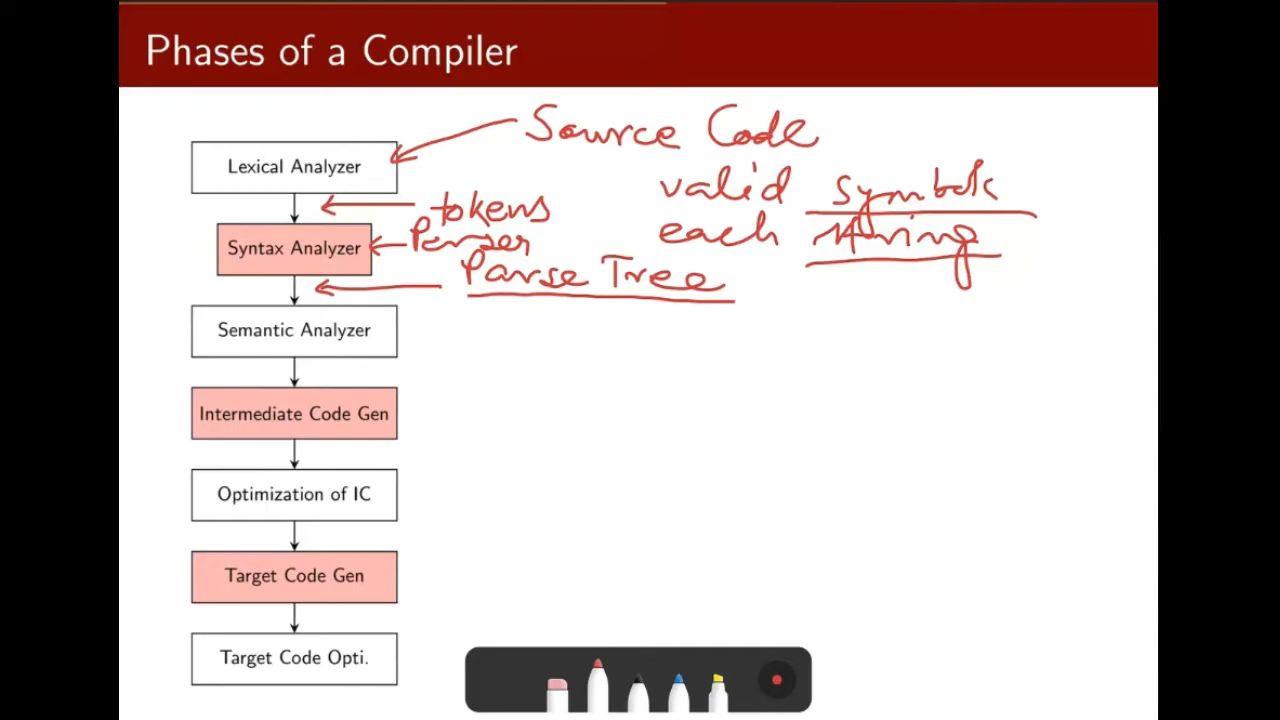 Phases of a Compiler
Source Code
Lexical Analyzer
valid symbols
tokens
each string
Syntax Analyzer
Parser
Parse Tree
Semantic Analyzer
Intermediate Code Gen
Optimization of IC
Target Code Gen
Target Code Opti.